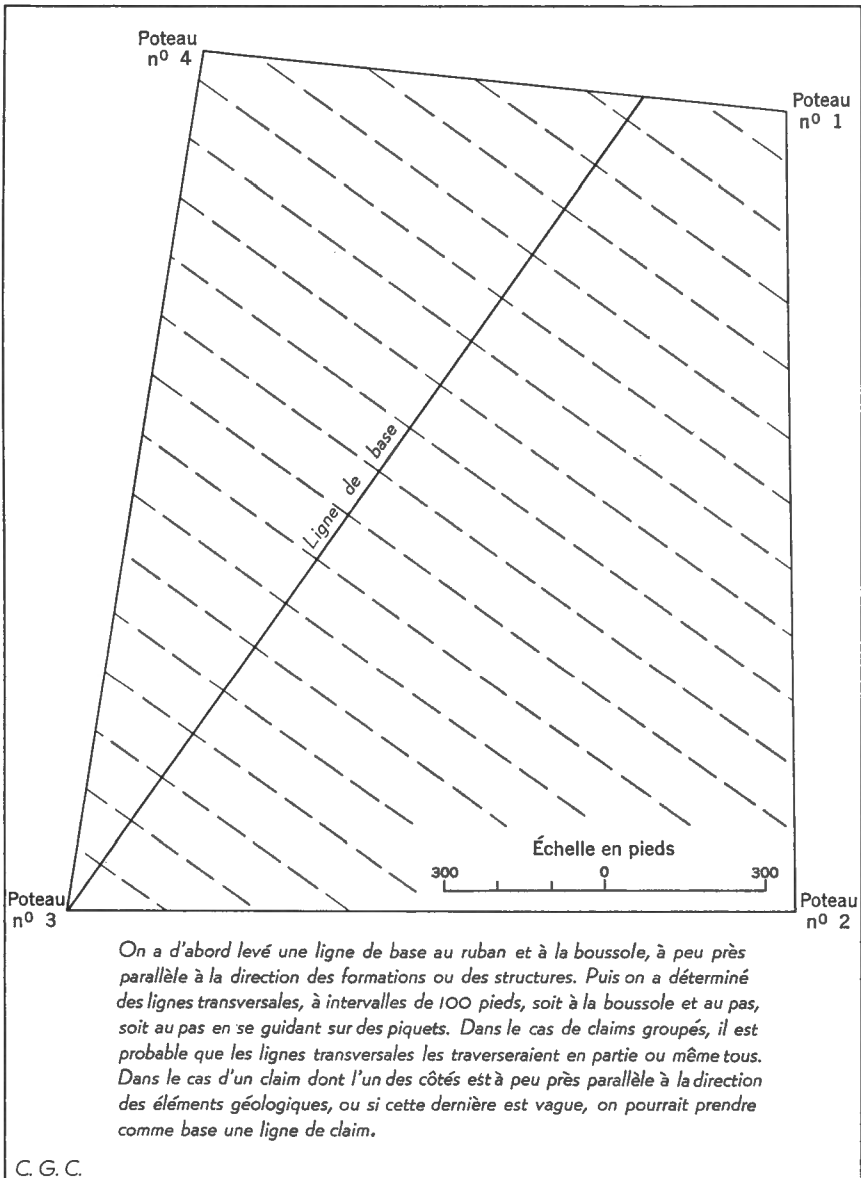 Poteau
nº 4
Poteau
nº 1
Ligne de base
Échelle en pieds
300 0 300
Poteau
nº 3
Poteau
nº 2
On a d'abord levé une ligne de base au ruban et à la boussole, à peu près
parallèle à la direction des formations ou des structures. Puis on a déterminé
des lignes transversales, à intervalles de 100 pieds, soit à la boussole et au pas,
soit au pas en se guidant sur des piquets. Dans le cas de claims groupés, il est
probable que les lignes transversales les traverseraient en partie ou même tous.
Dans le cas d'un claim dont l'un des côtés est à peu près parallèle à la direction
des éléments géologiques, ou si cette dernière est vague, on pourrait prendre
comme base une ligne de claim.
C. G. C.